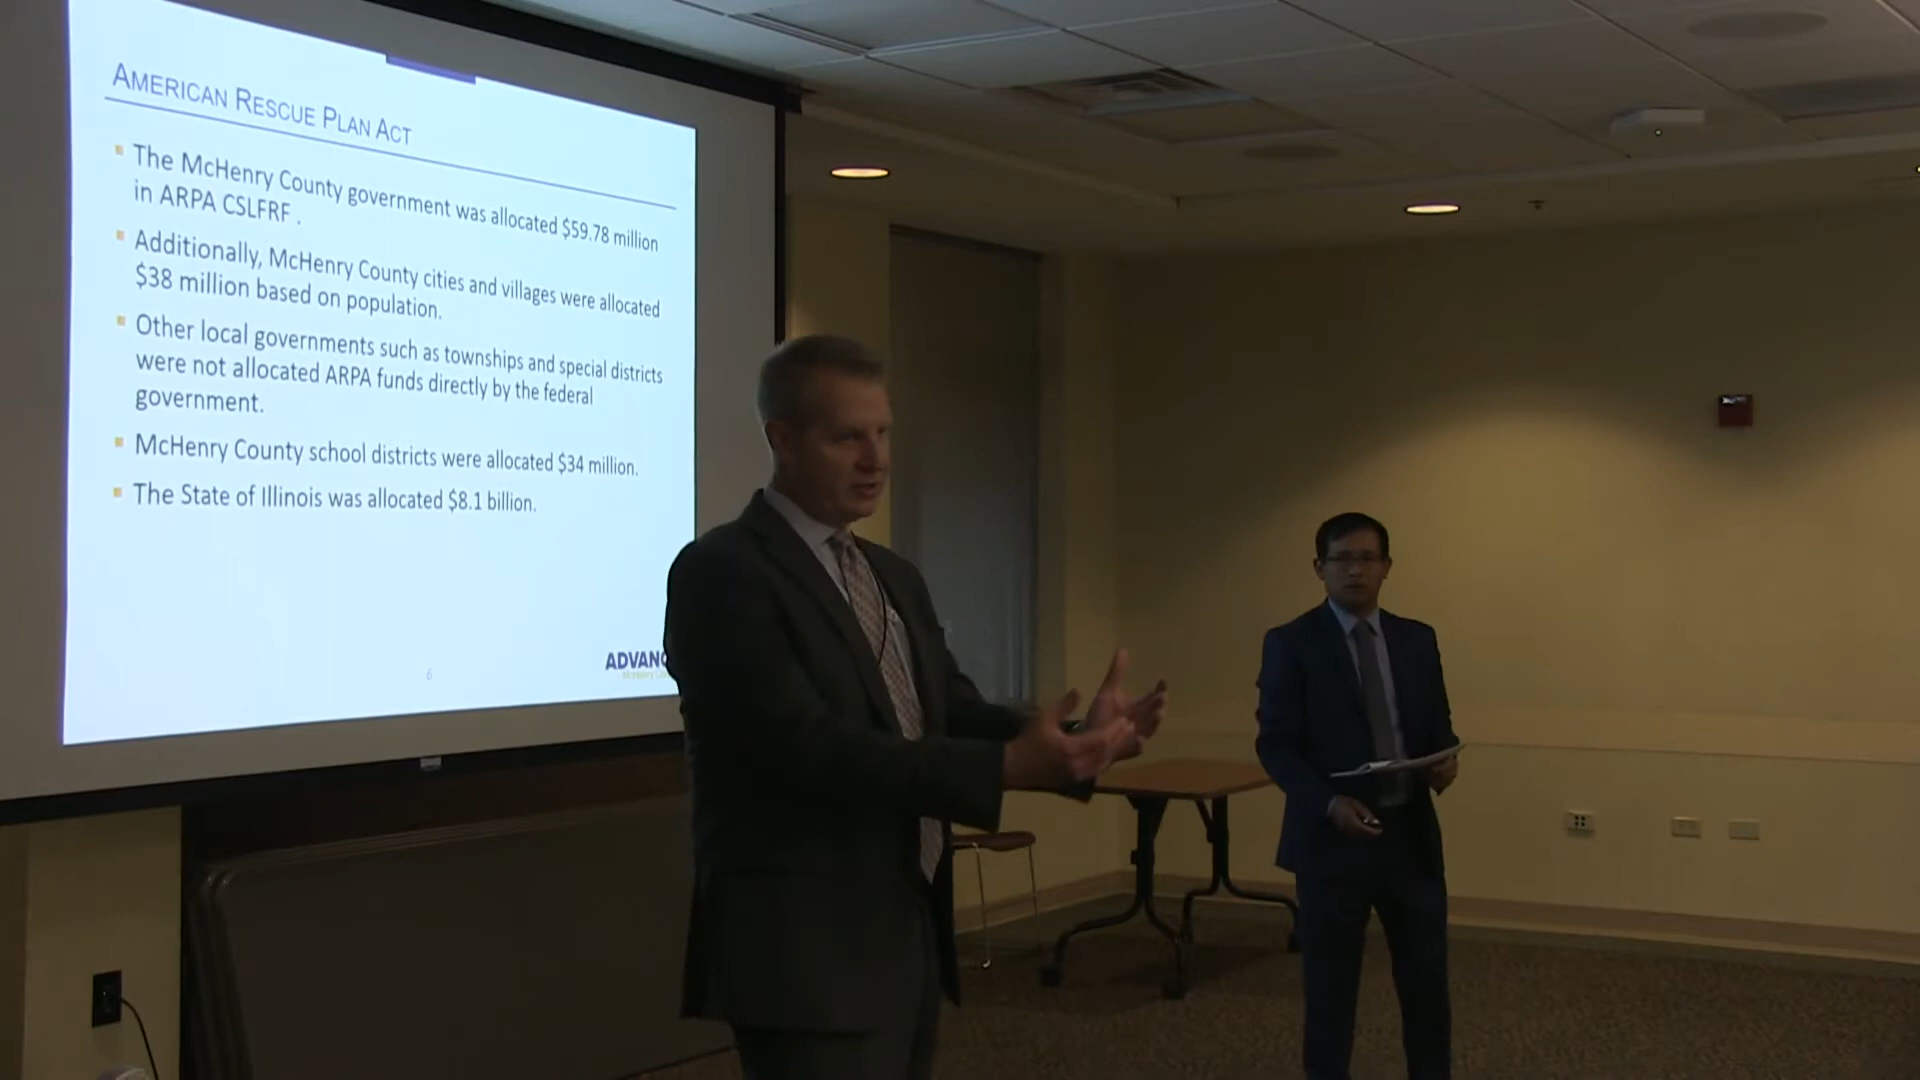 AMERICAN RESCUE PLAN ACT
The McHenry County government was allocated $59.78 million
in ARPA CSLFRF .
Additionally, McHenry County cities and villages were allocated
$38 million based on population.
Other local governments such as townships and special districts
were not allocated ARPA funds directly by the federal
government.
McHenry County school districts were allocated $34 million.
The State of Illinois was allocated $8.1 billion.
6
ADVANC
McHenry